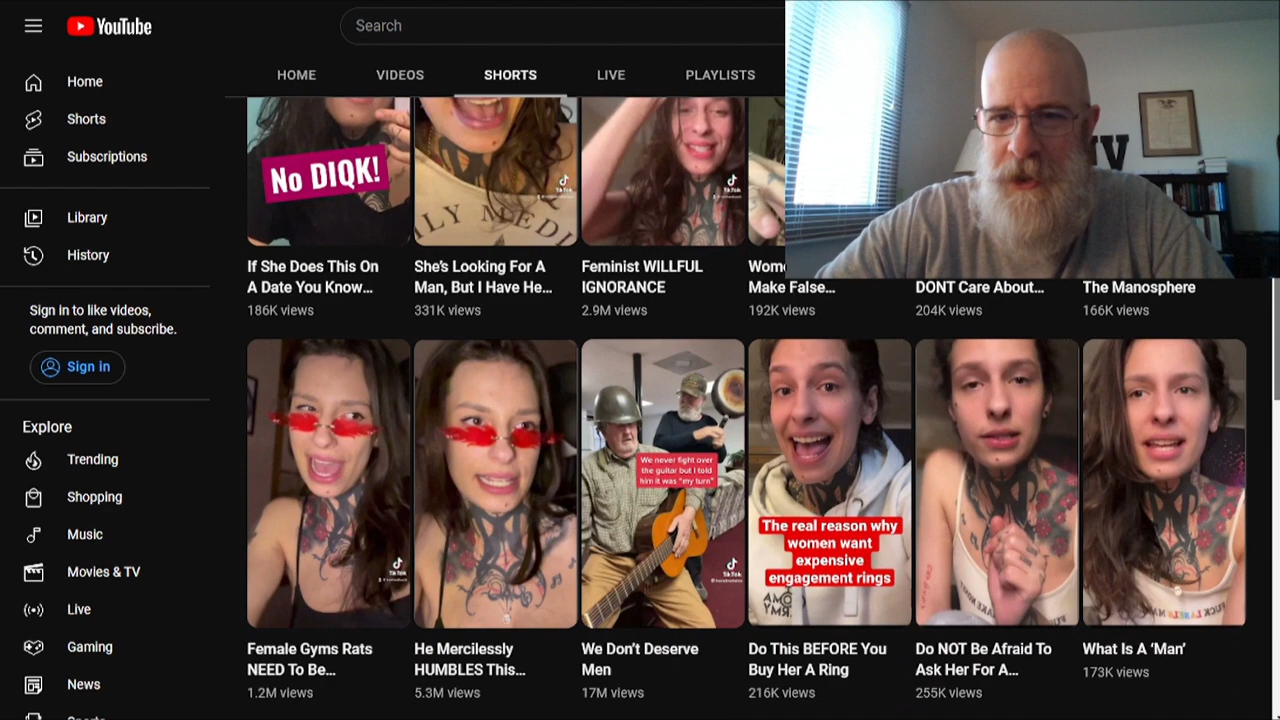 YouTube
Search
HOME
VIDEOS
SHORTS
LIVE
PLAYLISTS
Home
Shorts
Subscriptions
Library
History
Sign in to like videos,
comment, and subscribe.
Sign in
Explore
Trending
Shopping
Music
Movies & TV
Live
Gaming
News
No DIQK!
ILY MEDI
TikTok
TikTok
If She Does This On
A Date You Know...
186K views
She's Looking For A
Man, But I Have He...
331K views
Feminist WILLFUL
IGNORANCE
2.9M views
Wome
Make False...
192K views
DONT Care About...
204K views
The Manosphere
166K views
TikTok
We never fight over
the guitar but I told
him it was "my turn"
TikTok
The real reason why
women want
expensive
engagement rings
Female Gyms Rats
NEED To Be...
1.2M views
He Mercilessly
HUMBLES This...
5.3M views
We Don't Deserve
Men
17M views
Do This BEFORE You
Buy Her A Ring
216K views
Do NOT Be Afraid To
Ask Her For A...
255K views
What Is A 'Man'
173K views